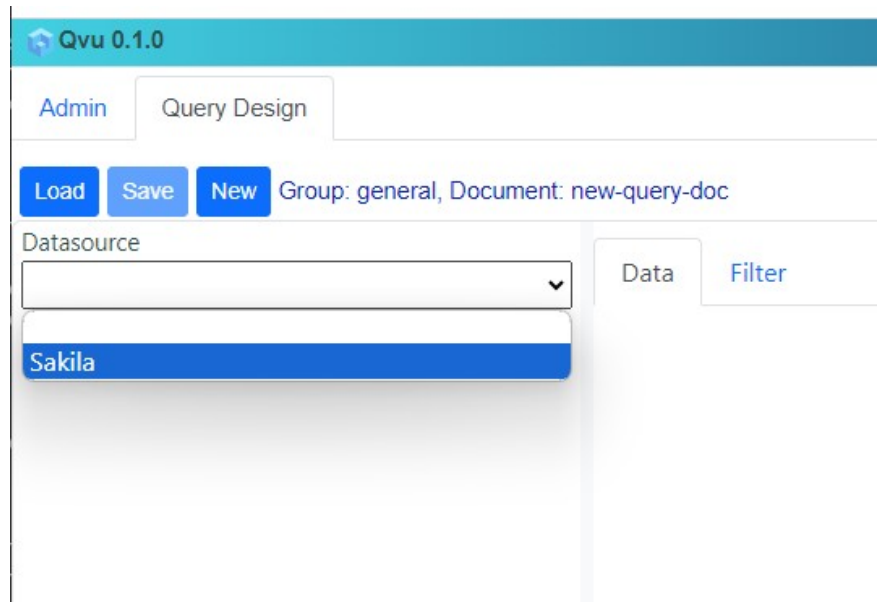 Qvu 0.1.0
Admin Query Design
Load Save New Group: general, Document: new-query-doc
Datasource
Data Filter
Sakila